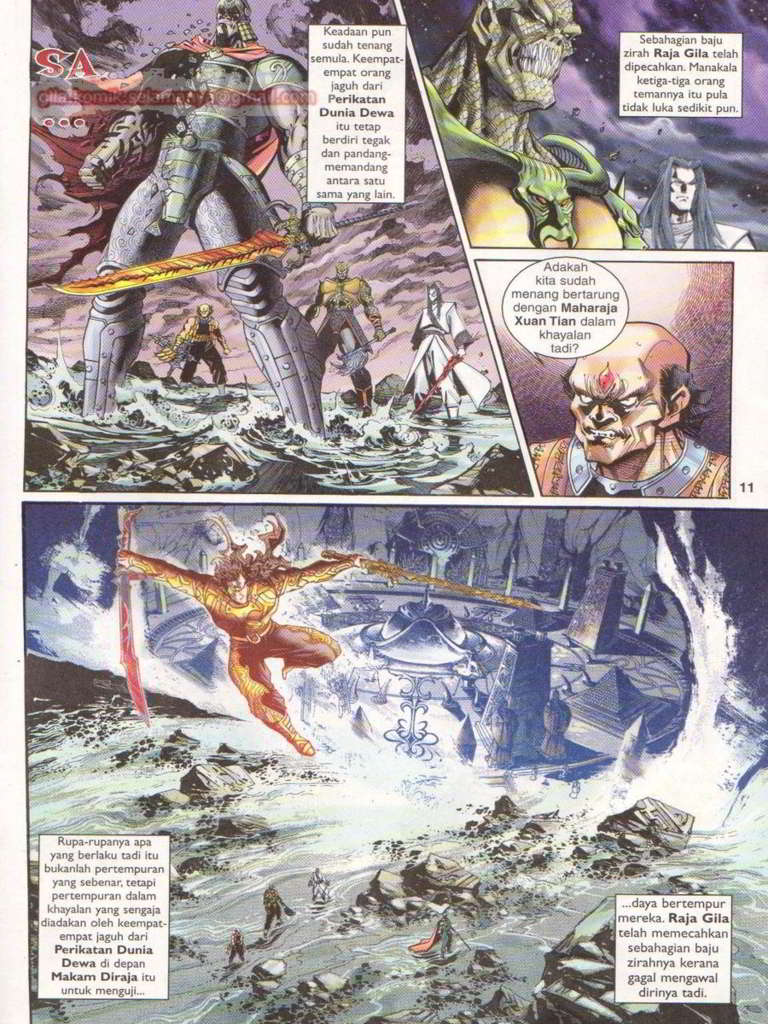 Keadaan pun
sudah tenang
semula. Keempat-
empat orang
jaguh dari
Perikatan
Dunia Dewa
itu tetap
berdiri tegak
dan pandang-
memandang
antara satu
sama yang lain.
SA
...
gila_komik.selamanya@gmail.com
Sebahagian baju
zirah Raja Gila telah
dipecahkan. Manakala
ketiga-tiga orang
temannya itu pula
tidak luka sedikit pun.
Adakah
kita sudah
menang bertarung
dengan Maharaja
Xuan Tian dalam
khayalan
tadi?
11
Rupa-rupanya apa
yang berlaku tadi itu
bukanlah pertempuran
yang sebenar, tetapi
pertempuran dalam
khayalan yang sengaja
diadakan oleh keempat-
empat jaguh dari
Perikatan Dunia
Dewa di depan
Makam Diraja itu
untuk menguji...
...daya bertempur
mereka. Raja Gila
telah memecahkan
sebahagian baju
zirahnya kerana
gagal mengawal
dirinya tadi.